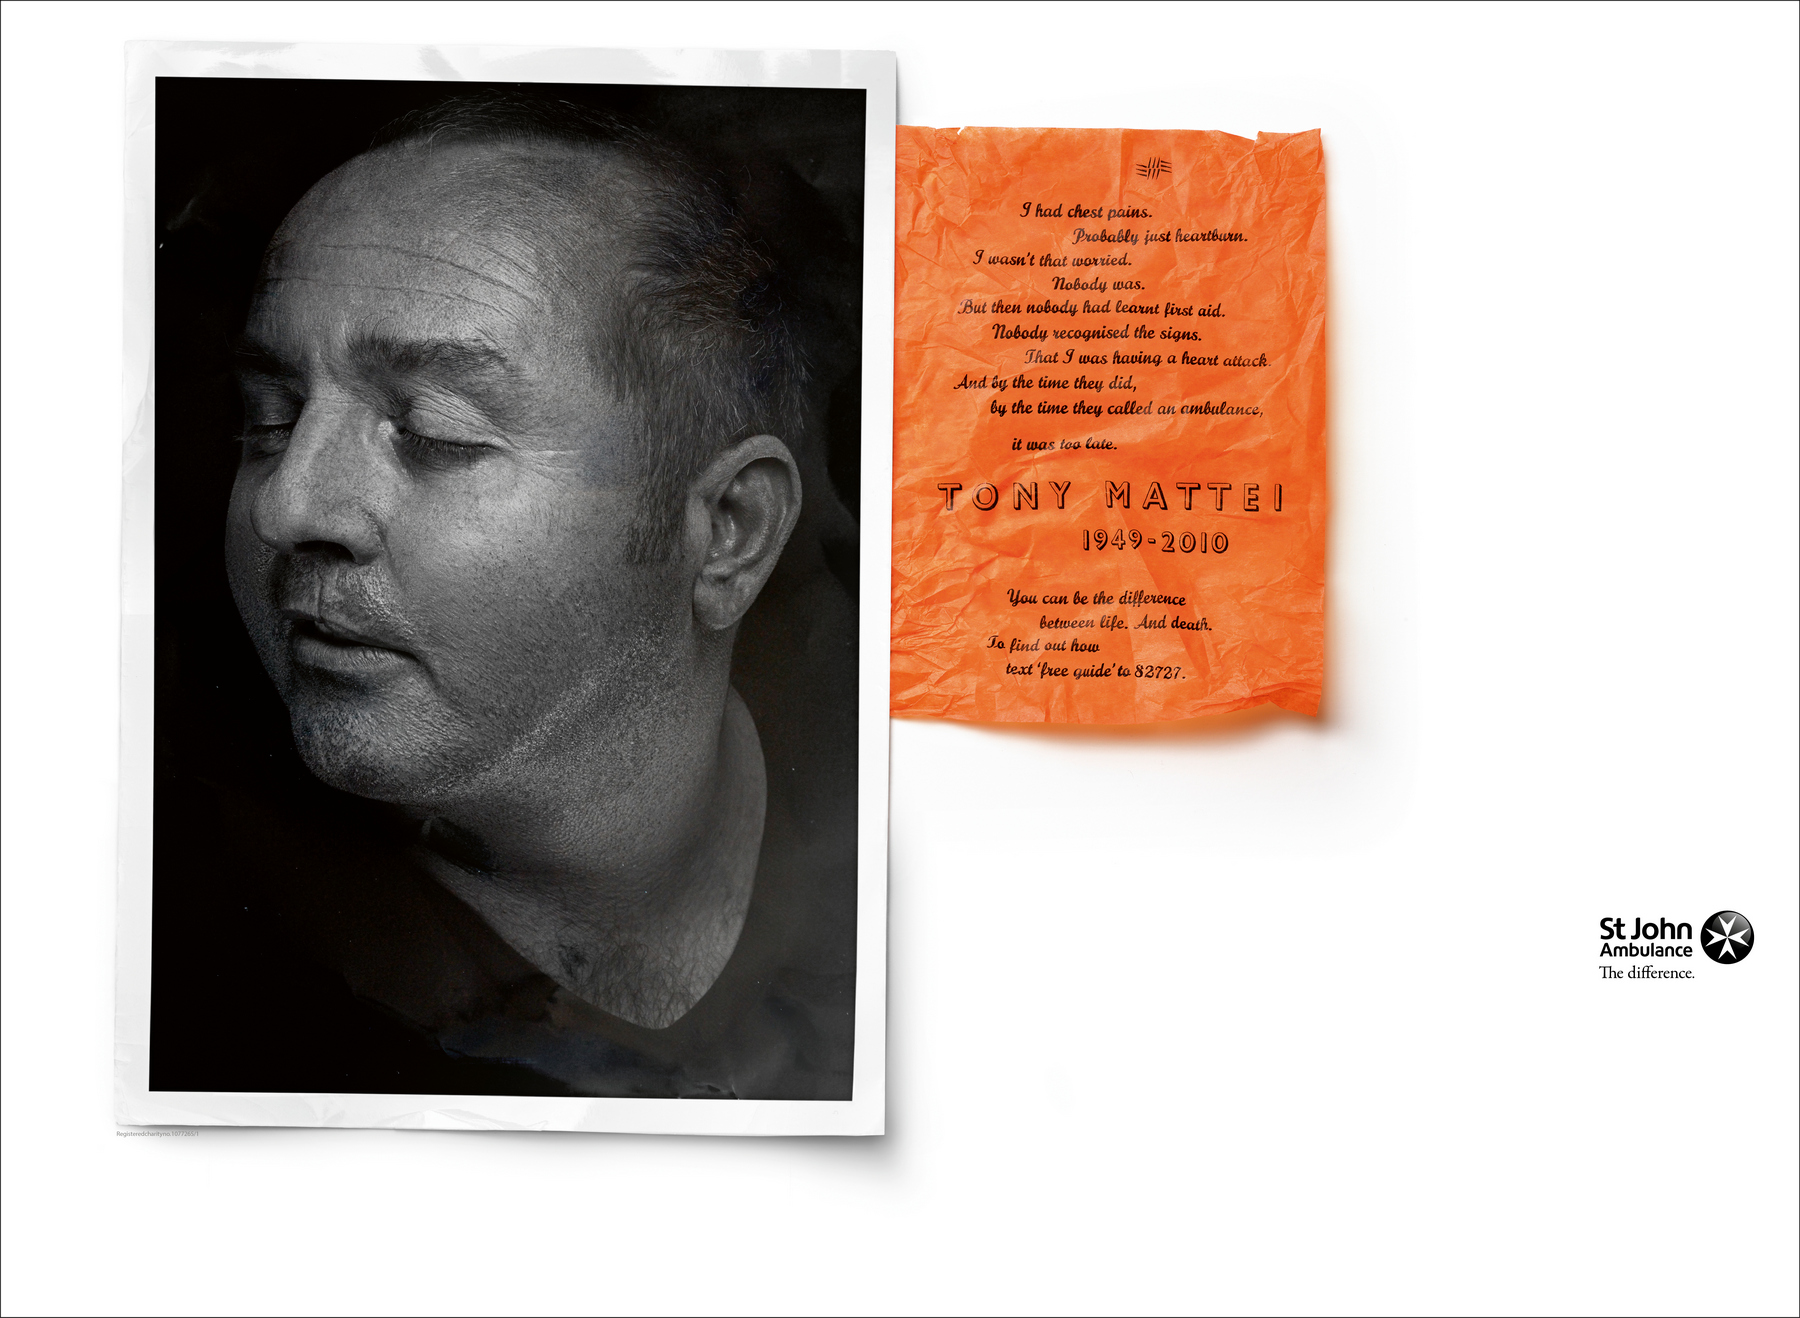 I had chest pains.
Probably just heartburn.
I wasn't that worried.
Nobody was.
But then nobody had learnt first aid.
Nobody recognised the signs.
That I was having a heart attack.
And by the time they did,
by the time they called an ambulance,
it was too late.
TONY MATTEI
1949-2010
You can be the difference
between life. And death.
To find out how
text 'free guide' to 82727.
St John
Ambulance
The difference.
Registeredcharityno.1077265/1